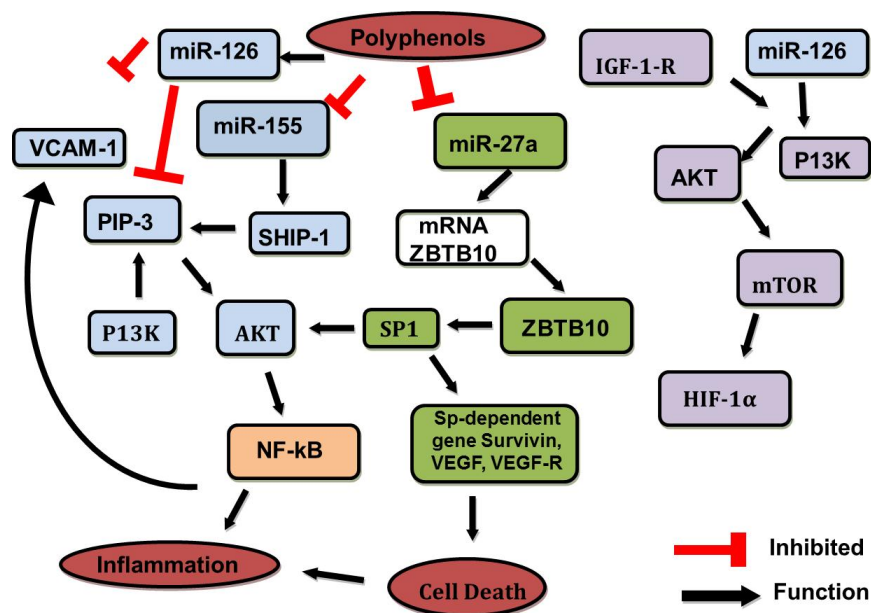 Polyphenols
miR-126
IGF-1-R
miR-126
miR-155
miR-27a
VCAM-1
AKT
P13K
PIP-3
SHIP-1
mRNA
ZBTB10
mTOR
P13K
AKT
SP1
ZBTB10
HIF-1α
Sp-dependent
gene Survivin,
VEGF, VEGF-R
NF-kB
Inflammation
Cell Death
Inhibited
Function